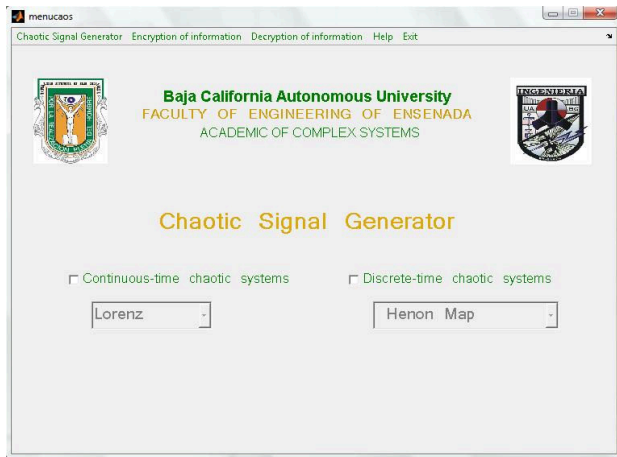 menucaos
Chaotic Signal Generator Encryption of information Decryption of information Help Exit
Baja California Autonomous University
FACULTY OF ENGINEERING OF ENSENADA
ACADEMIC OF COMPLEX SYSTEMS
INGENIERIA
Chaotic Signal Generator
Continuous-time chaotic systems Discrete-time chaotic systems
Lorenz Henon Map